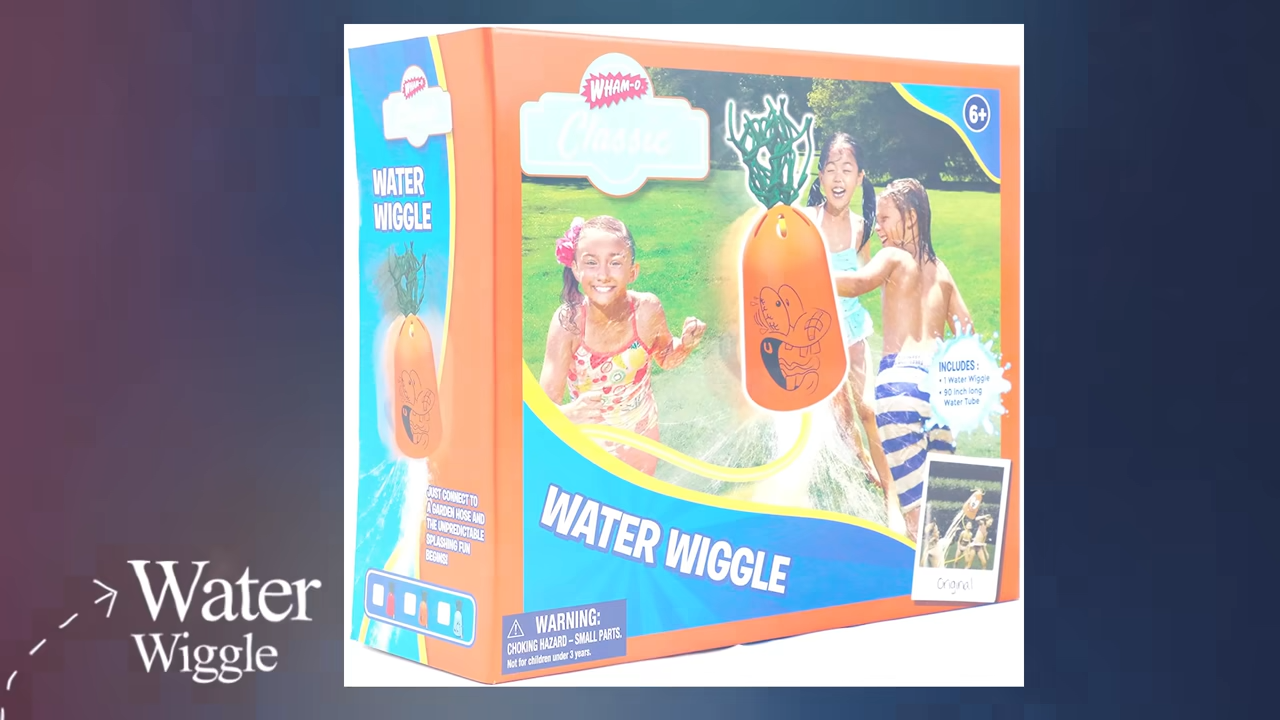 WHAM-O
Classic
WATER
WIGGLE
JUST CONNECT TO
A GARDEN HOSE AND
THE UNPREDICTABLE
SPLASHING FUN
BEGINS!
WHAM-O
Classic
6+
INCLUDES :
• 1 Water Wiggle
• 90 inch long
Water Tube
Original
WATER WIGGLE
WARNING:
CHOKING HAZARD – SMALL PARTS.
Not for children under 3 years.
Water
Wiggle